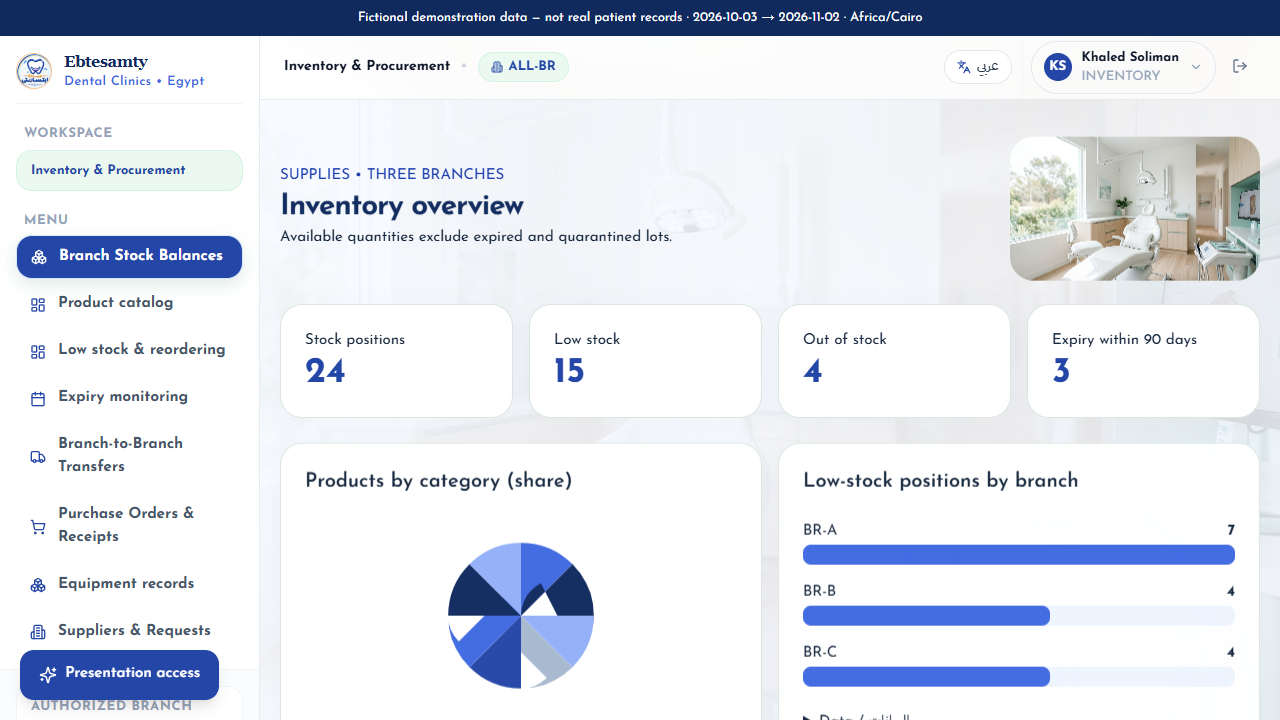 Fictional demonstration data — not real patient records · 2026-10-03 → 2026-11-02 · Africa/Cairo
Ebtesamty
Dental Clinics • Egypt
Inventory & Procurement
ALL-BR
عربي
KS
Khaled Soliman
INVENTORY
WORKSPACE
Inventory & Procurement
MENU
Branch Stock Balances
Product catalog
Low stock & reordering
Expiry monitoring
Branch-to-Branch
Transfers
Purchase Orders &
Receipts
Equipment records
Suppliers & Requests
Presentation access
AUTHORIZED BRANCH
SUPPLIES • THREE BRANCHES
Inventory overview
Available quantities exclude expired and quarantined lots.
Stock positions
24
Low stock
15
Out of stock
4
Expiry within 90 days
3
Products by category (share)
Low-stock positions by branch
BR-A
7
BR-B
4
BR-C
4
Data / البيانات